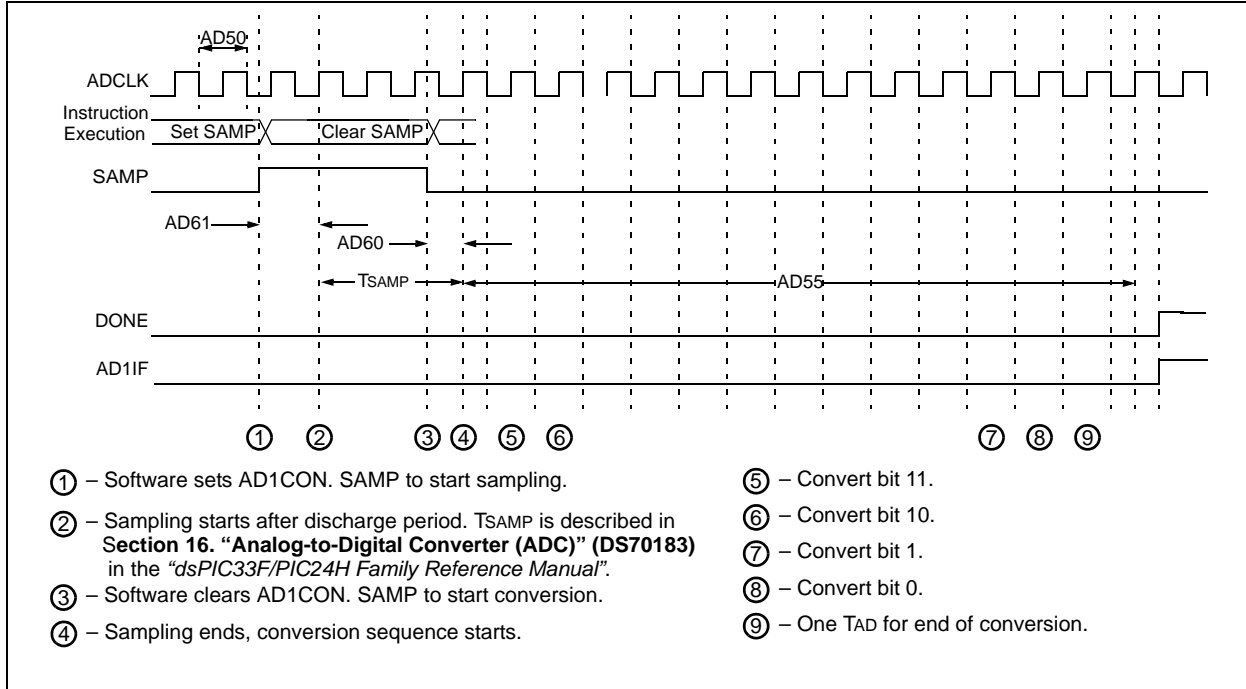 AD50
ADCLK
Instruction
Execution
Set SAMP
Clear SAMP
SAMP
AD61
AD60
TSAMP
AD55
DONE
AD1IF
1 2 3 4 5 6 7 8 9
1 – Software sets AD1CON. SAMP to start sampling.
2 – Sampling starts after discharge period. TSAMP is described in
Section 16. “Analog-to-Digital Converter (ADC)” (DS70183)
in the “dsPIC33F/PIC24H Family Reference Manual”.
3 – Software clears AD1CON. SAMP to start conversion.
4 – Sampling ends, conversion sequence starts.
5 – Convert bit 11.
6 – Convert bit 10.
7 – Convert bit 1.
8 – Convert bit 0.
9 – One TAD for end of conversion.